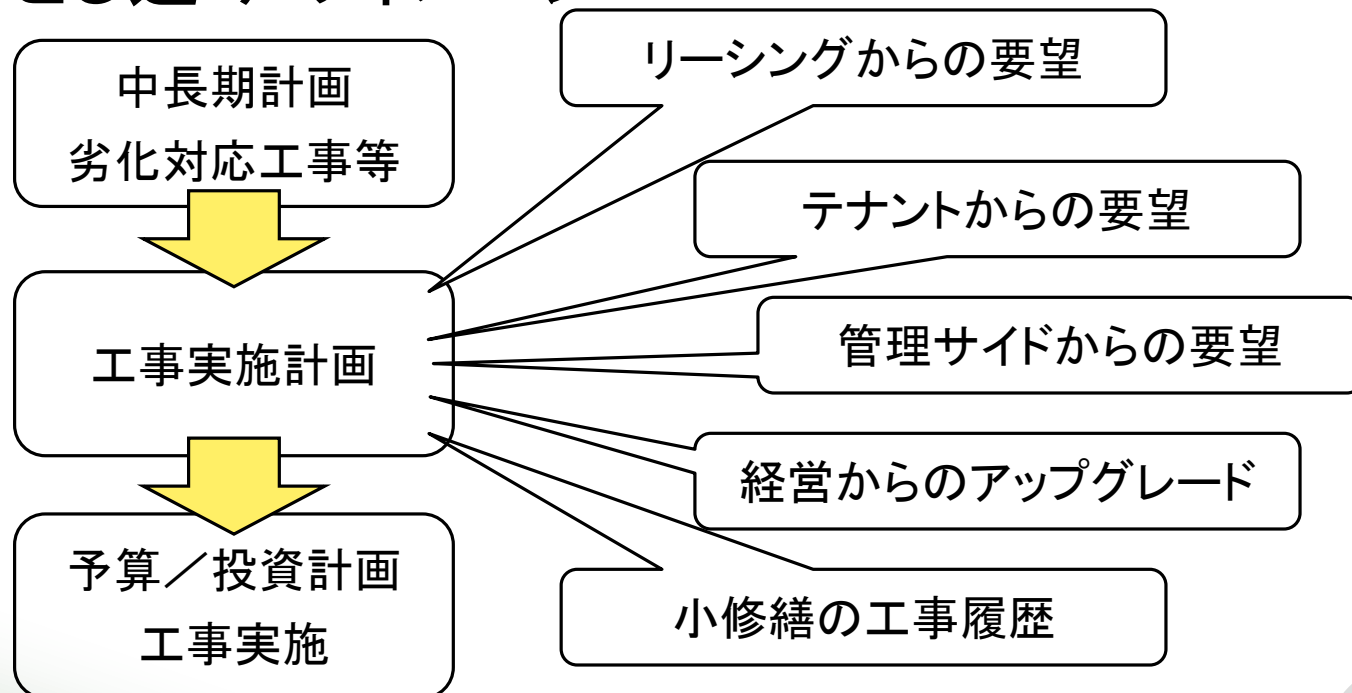 中長期計画
劣化対応工事等
工事実施計画
予算／投資計画
工事実施
リーシングからの要望
テナントからの要望
管理サイドからの要望
経営からのアップグレード
小修繕の工事履歴